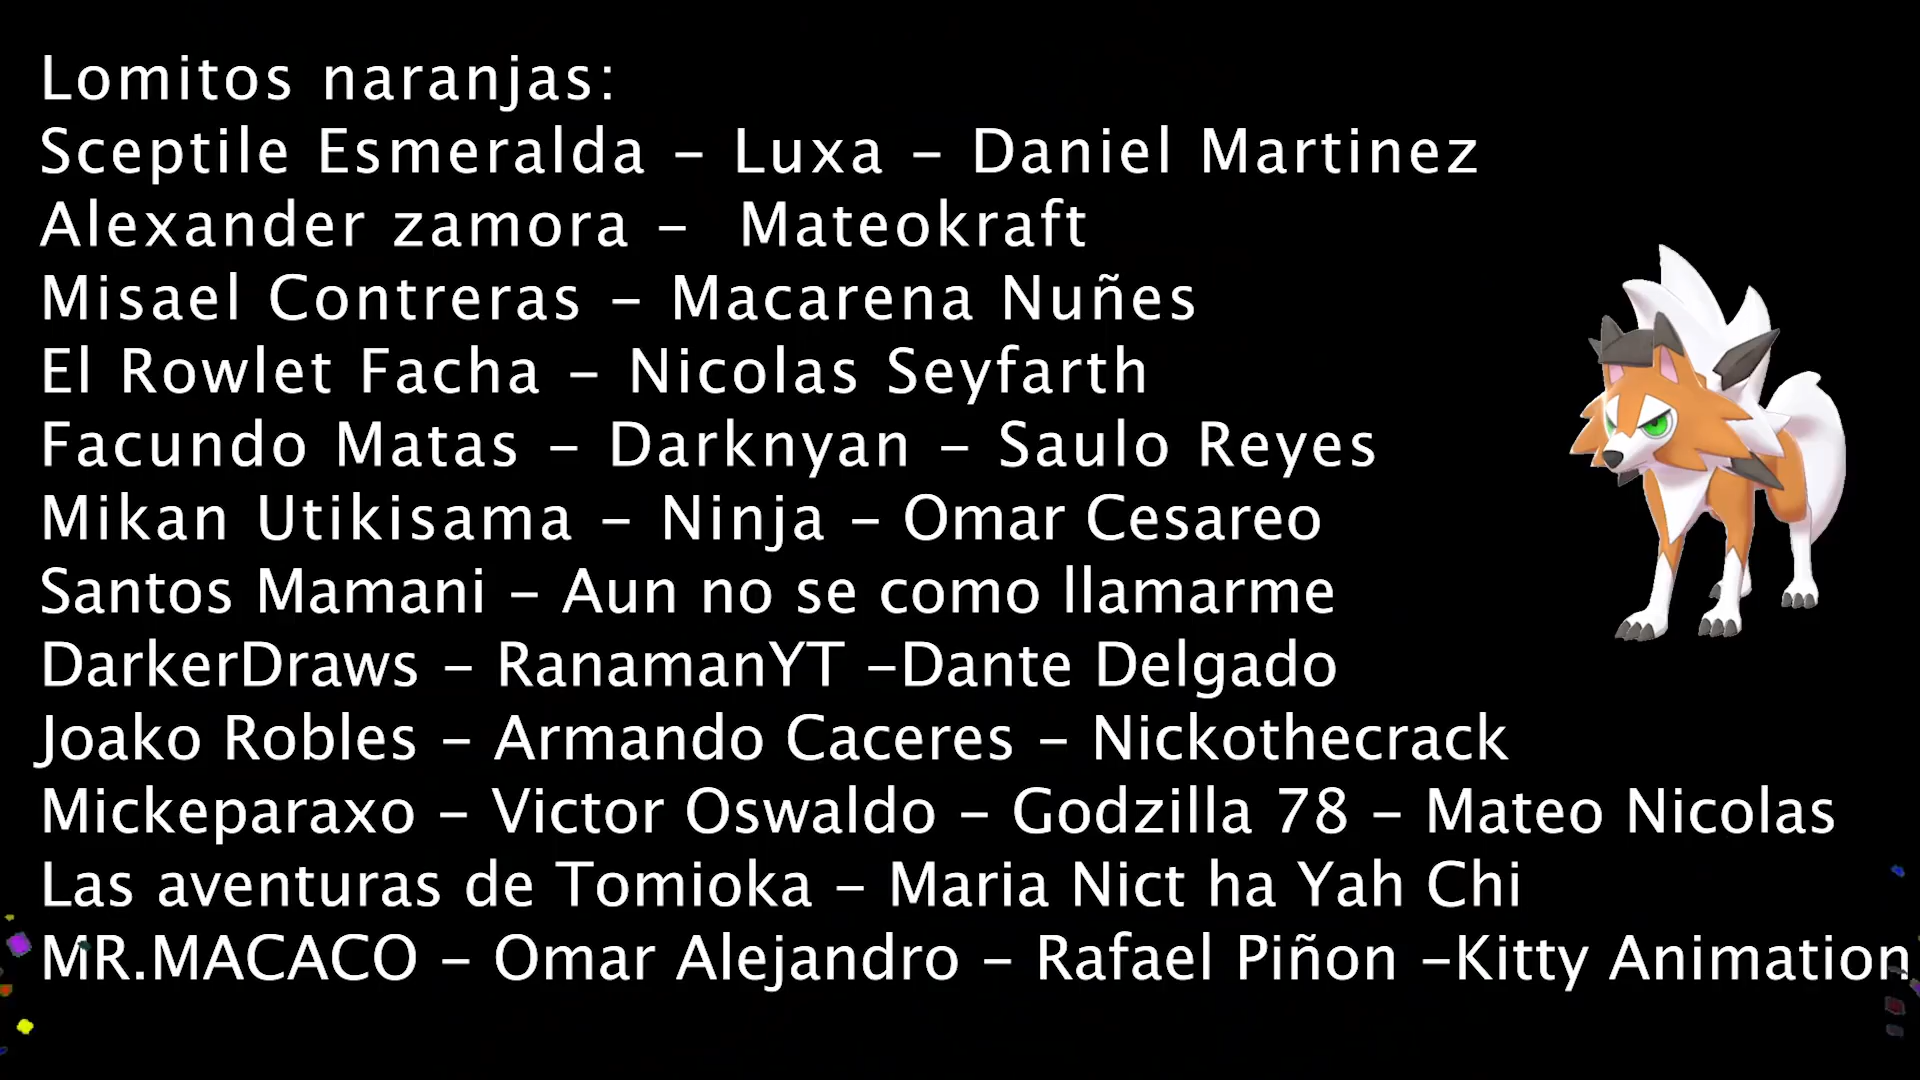 Lomitos naranjas:
Sceptile Esmeralda – Luxa – Daniel Martinez
Alexander zamora –  Mateokraft
Misael Contreras – Macarena Nuñes
El Rowlet Facha – Nicolas Seyfarth
Facundo Matas – Darknyan – Saulo Reyes
Mikan Utikisama – Ninja – Omar Cesareo
Santos Mamani – Aun no se como llamarme
DarkerDraws – RanamanYT –Dante Delgado
Joako Robles – Armando Caceres – Nickothecrack
Mickeparaxo – Victor Oswaldo – Godzilla 78 – Mateo Nicolas
Las aventuras de Tomioka – Maria Nict ha Yah Chi
MR.MACACO – Omar Alejandro – Rafael Piñon –Kitty Animation